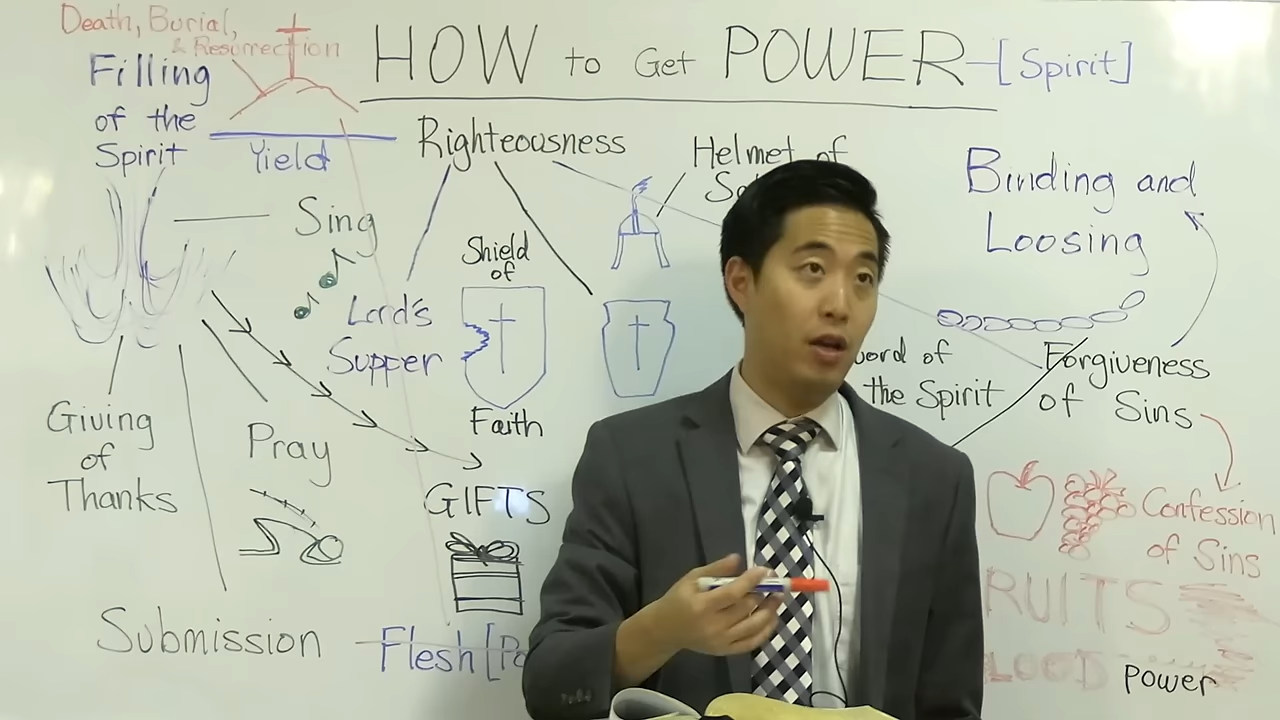 Death, Burial,
& Resurrection
HOW to Get POWER-[Spirit]
Filling
of the
Spirit
Yield
Righteousness
Helmet of
Binding and
Loosing
Sing
Shield
of
Faith
Lord's
Supper
of
the Spirit
Forgiveness
of Sins
Giving
of
Thanks
Pray
GIFTS
Confession
of Sins
Submission
Flesh
Power